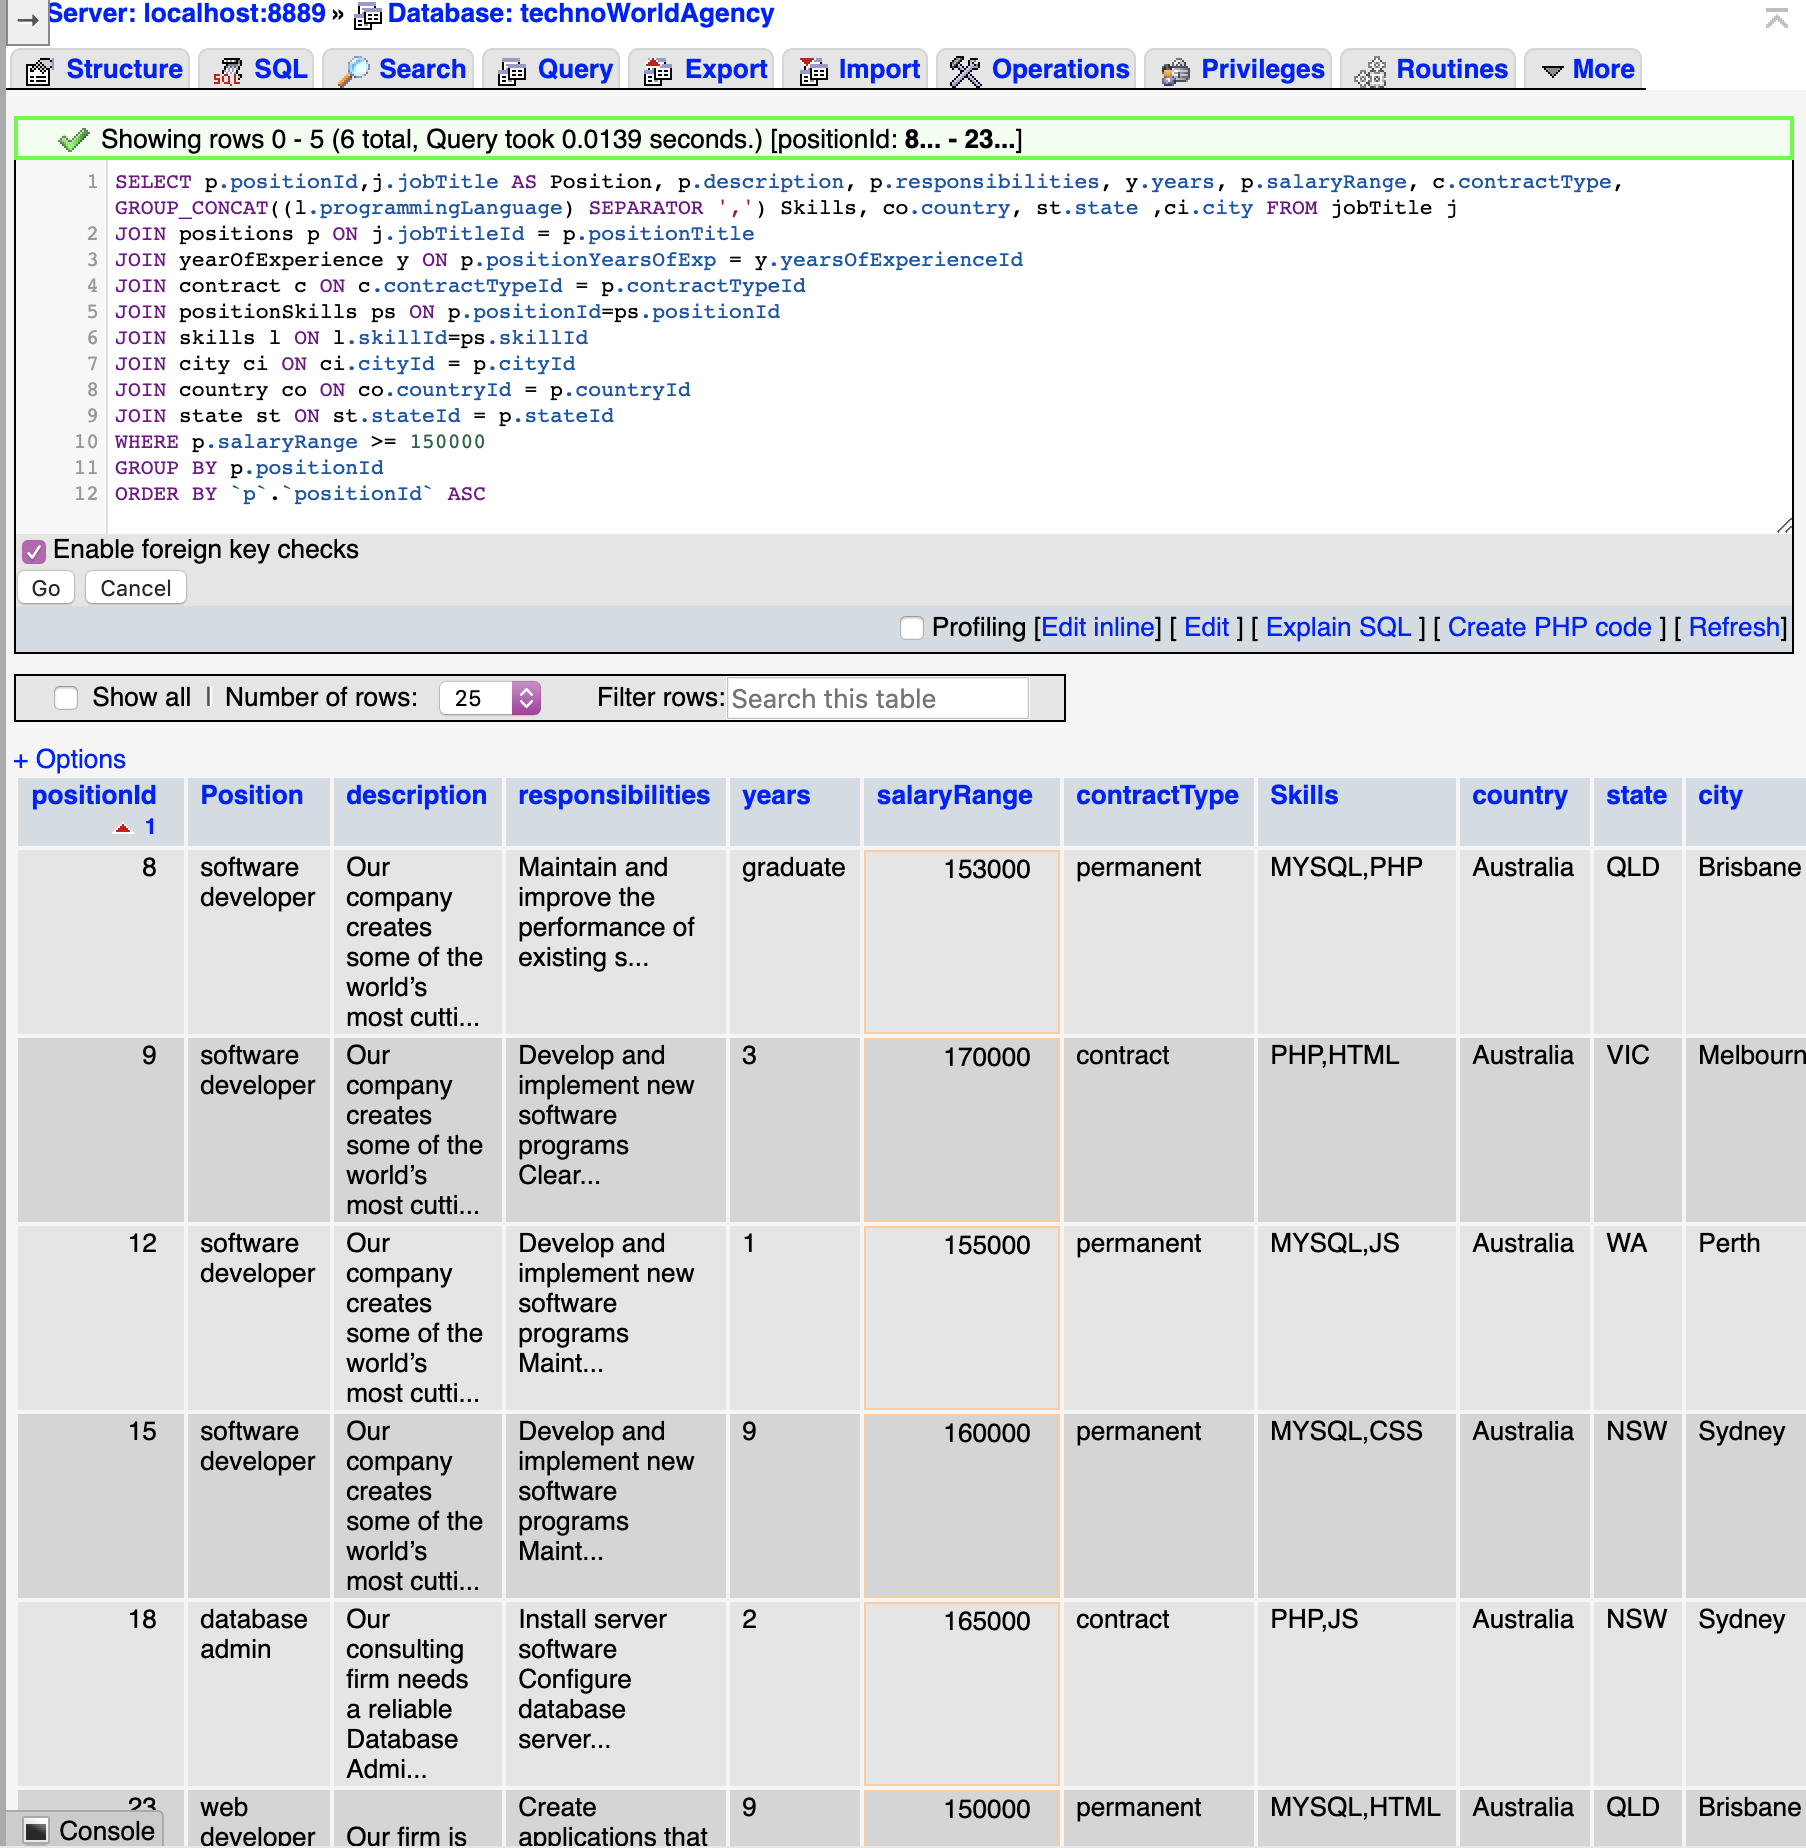 Server: localhost:8889 » Database: technoWorldAgency
Structure SQL Search Query Export Import Operations Privileges Routines More
Showing rows 0 - 5 (6 total, Query took 0.0139 seconds.) [positionId: 8... - 23...]
1 SELECT p.positionId,j.jobTitle AS Position, p.description, p.responsibilities, y.years, p.salaryRange, c.contractType,
GROUP_CONCAT((l.programmingLanguage) SEPARATOR ',') Skills, co.country, st.state ,ci.city FROM jobTitle j
2 JOIN positions p ON j.jobTitleId = p.positionTitle
3 JOIN yearOfExperience y ON p.positionYearsOfExp = y.yearsOfExperienceId
4 JOIN contract c ON c.contractTypeId = p.contractTypeId
5 JOIN positionSkills ps ON p.positionId=ps.positionId
6 JOIN skills l ON l.skillId=ps.skillId
7 JOIN city ci ON ci.cityId = p.cityId
8 JOIN country co ON co.countryId = p.countryId
9 JOIN state st ON st.stateId = p.stateId
10 WHERE p.salaryRange >= 150000
11 GROUP BY p.positionId
12 ORDER BY `p`.`positionId` ASC
Enable foreign key checks
Go Cancel
Profiling [Edit inline] [ Edit ] [ Explain SQL ] [ Create PHP code ] [ Refresh]
Show all | Number of rows: 25 Filter rows: Search this table
+ Options
positionId Position description responsibilities years salaryRange contractType Skills country state city
1
8 software Our Maintain and graduate 153000 permanent MYSQL,PHP Australia QLD Brisbane
developer company improve the
creates performance of
some of the existing s...
world's
most cutti...
9 software Our Develop and 3 170000 contract PHP,HTML Australia VIC Melbourn
developer company implement new
creates software
some of the programs
world's Clear...
most cutti...
12 software Our Develop and 1 155000 permanent MYSQL,JS Australia WA Perth
developer company implement new
creates software
some of the programs
world's Maint...
most cutti...
15 software Our Develop and 9 160000 permanent MYSQL,CSS Australia NSW Sydney
developer company implement new
creates software
some of the programs
world's Maint...
most cutti...
18 database Our Install server 2 165000 contract PHP,JS Australia NSW Sydney
admin consulting software
firm needs Configure
a reliable database
Database server...
Admi...
23 web Create 9 150000 permanent MYSQL,HTML Australia QLD Brisbane
Console developer Our firm is applications that